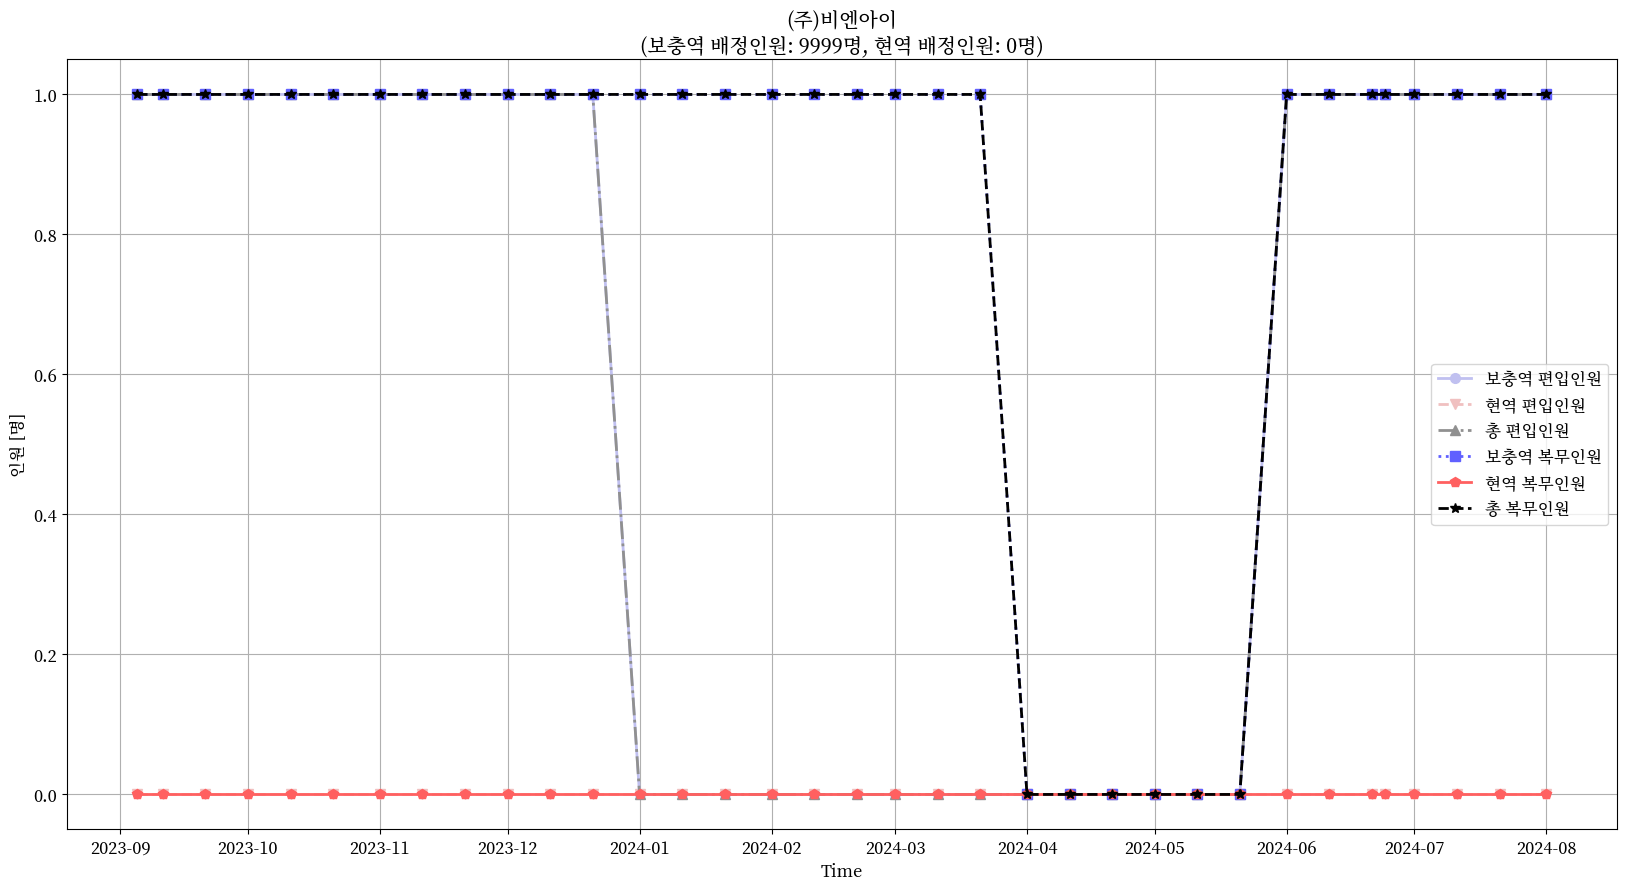 (주)비엔아이
(보충역 배정인원: 9999명, 현역 배정인원: 0명)
인원 [명]
1.0
0.8
0.6
0.4
0.2
0.0
보충역 편입인원
현역 편입인원
총 편입인원
보충역 복무인원
현역 복무인원
총 복무인원
2023-09 2023-10 2023-11 2023-12 2024-01 2024-02 2024-03 2024-04 2024-05 2024-06 2024-07 2024-08
Time